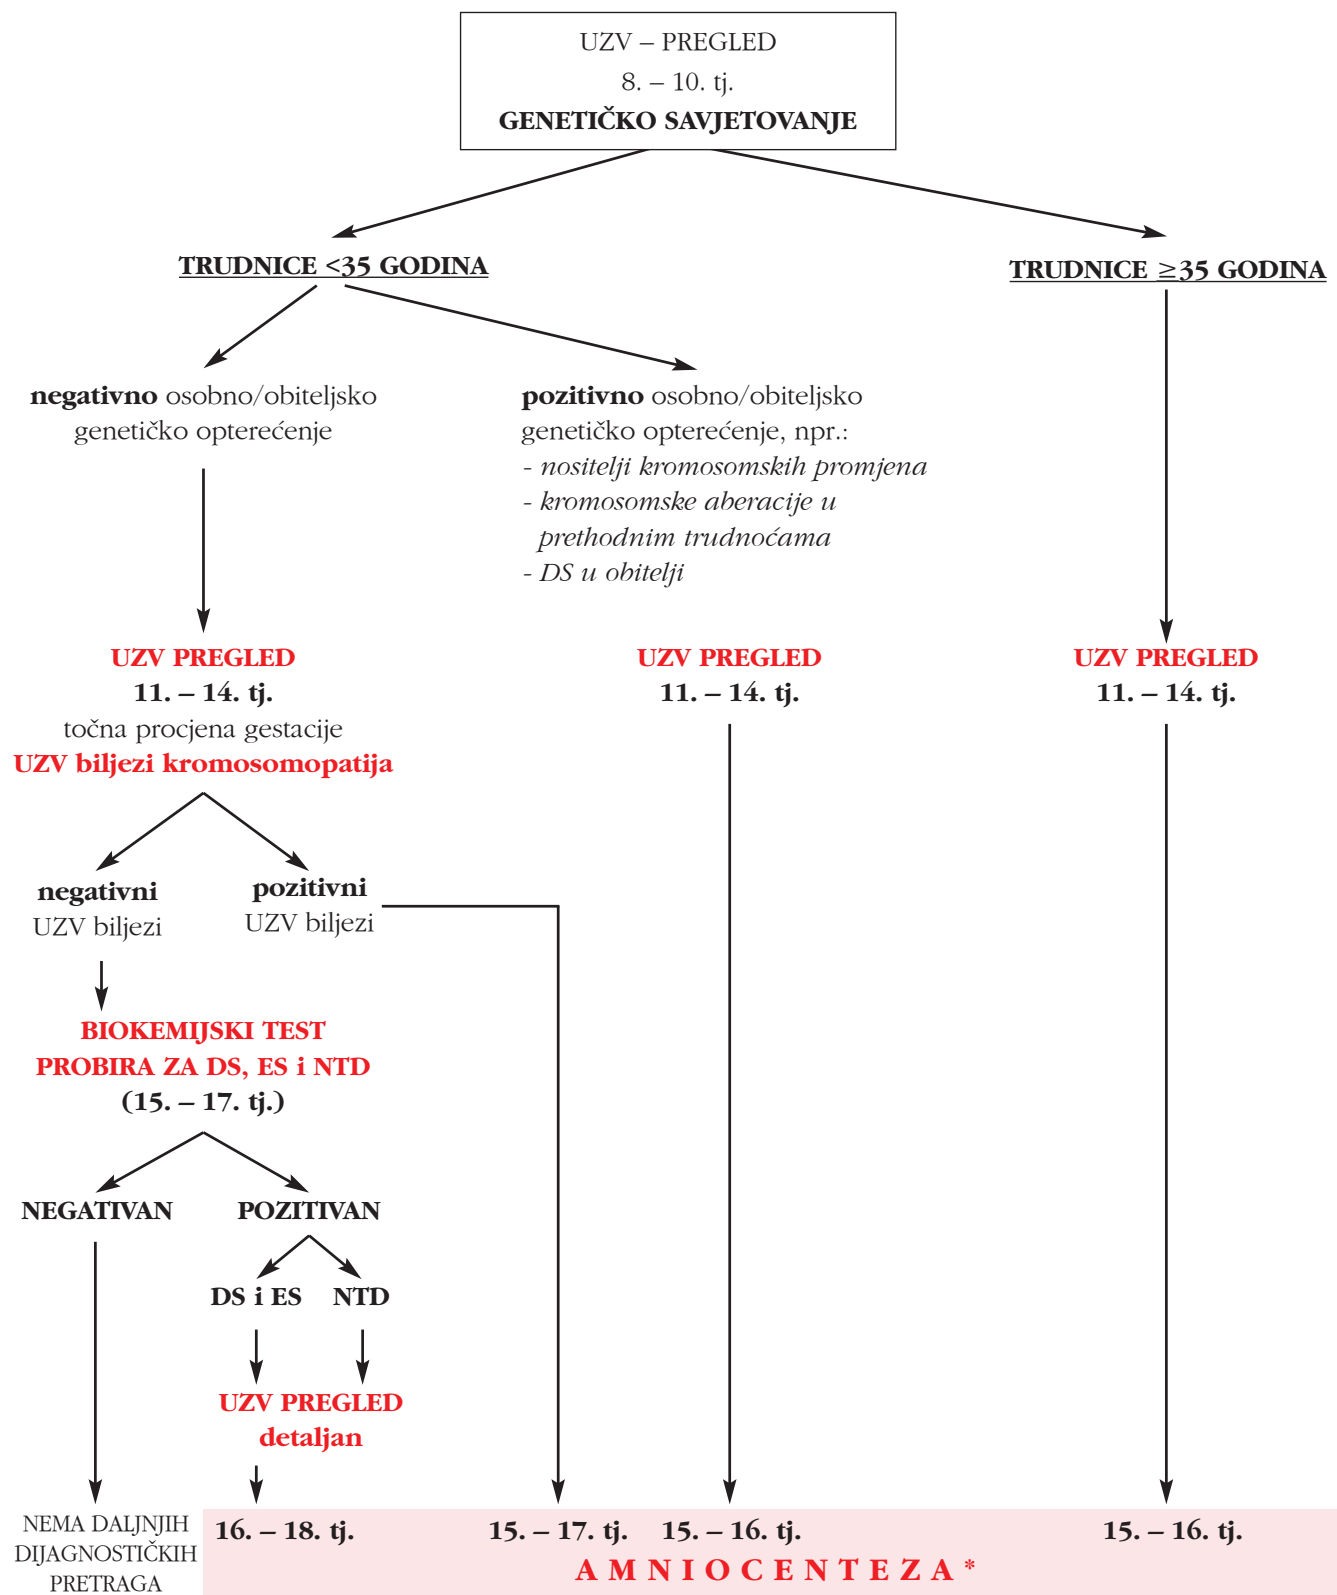 UZV – PREGLED
8. – 10. tj.
GENETIČKO SAVJETOVANJE
TRUDNICE <35 GODINA
TRUDNICE ≥35 GODINA
negativno osobno/obiteljsko
genetičko opterećenje
pozitivno osobno/obiteljsko
genetičko opterećenje, npr.:
- nositelji kromosomskih promjena
- kromosomske aberacije u
prethodnim trudnoćama
- DS u obitelji
UZV PREGLED
11. – 14. tj.
točna procjena gestacije
UZV biljezi kromosomopatija
UZV PREGLED
11. – 14. tj.
UZV PREGLED
11. – 14. tj.
negativni
UZV biljezi
pozitivni
UZV biljezi
BIOKEMIJSKI TEST
PROBIRA ZA DS, ES i NTD
(15. – 17. tj.)
NEGATIVAN
POZITIVAN
DS i ES
NTD
UZV PREGLED
detaljan
NEMA DALJNJIH
DIJAGNOSTIČKIH
PRETRAGA
16. – 18. tj.
15. – 17. tj.
15. – 16. tj.
15. – 16. tj.
AMNIOCENTEZA*